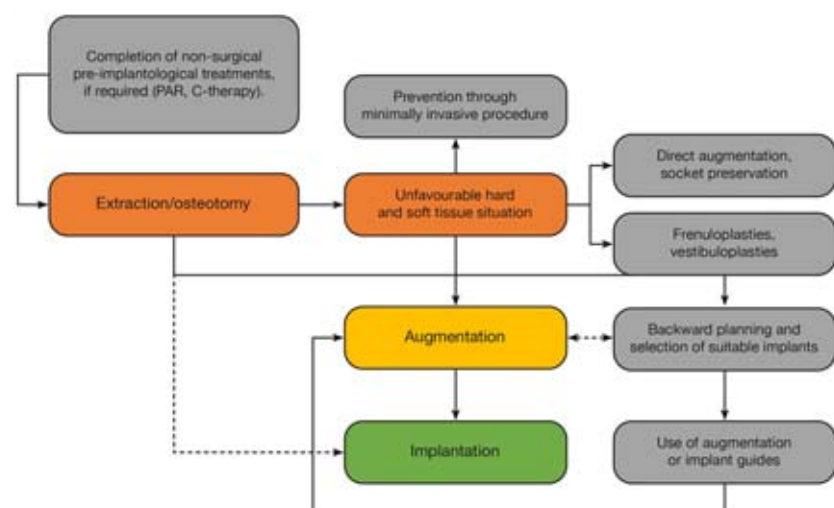 Completion of non-surgical
pre-implantological treatments,
if required (PAR, C-therapy).
Prevention through
minimally invasive procedure
Direct augmentation,
socket preservation
Extraction/osteotomy
Unfavourable hard
and soft tissue situation
Frenuloplasties,
vestibuloplasties
Augmentation
Backward planning and
selection of suitable implants
Implantation
Use of augmentation
or implant guides